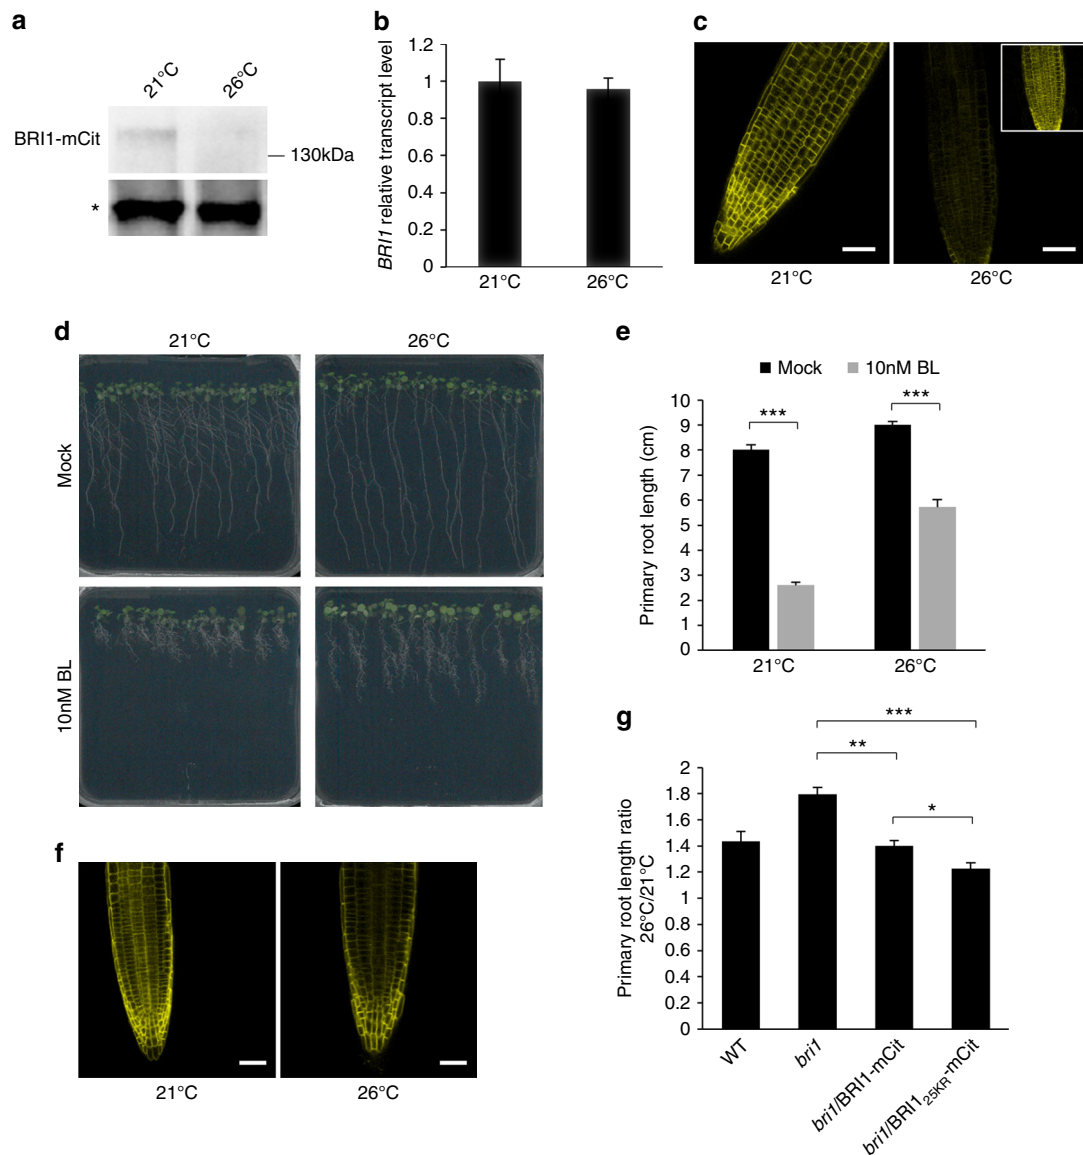 a
21°C
26°C
BRI1-mCit
130kDa
*
b
BRI1 relative transcript level
1.2
1
0.8
0.6
0.4
0.2
0
21°C
26°C
c
21°C
26°C
d
21°C
26°C
Mock
10nM BL
e
Mock
10nM BL
Primary root length (cm)
10
9
8
7
6
5
4
3
2
1
0
***
***
21°C
26°C
f
21°C
26°C
g
***
**
*
Primary root length ratio
26°C/21°C
2
1.8
1.6
1.4
1.2
1
0.8
0.6
0.4
0.2
0
WT
bri1
bri1/BRI1-mCit
bri1/BRI1₂₅KR-mCit